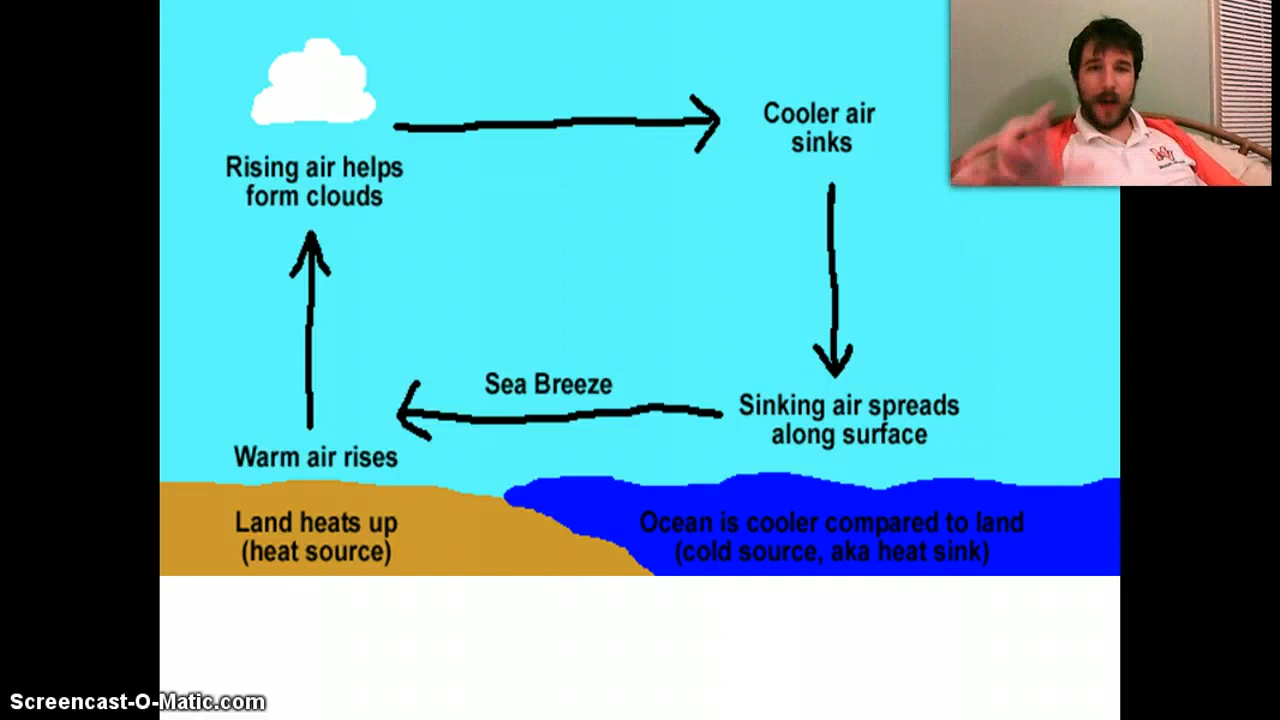 Rising air helps
form clouds
Cooler air
sinks
Sea Breeze
Sinking air spreads
along surface
Warm air rises
Land heats up
(heat source)
Ocean is cooler compared to land
(cold source, aka heat sink)
Screencast-O-Matic.com